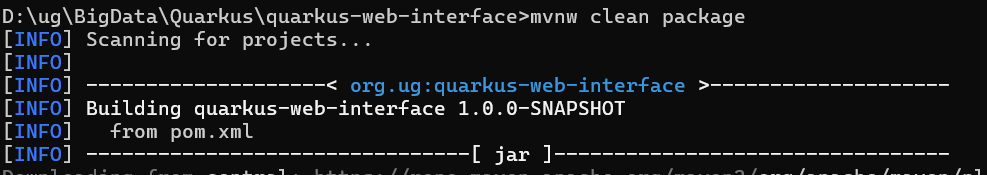 D:\ug\BigData\Quarkus\quarkus-web-interface>mvnw clean package
[INFO] Scanning for projects...
[INFO]
[INFO] --------------------< org.ug:quarkus-web-interface >--------------------
[INFO] Building quarkus-web-interface 1.0.0-SNAPSHOT
[INFO]   from pom.xml
[INFO] --------------------------------[ jar ]---------------------------------